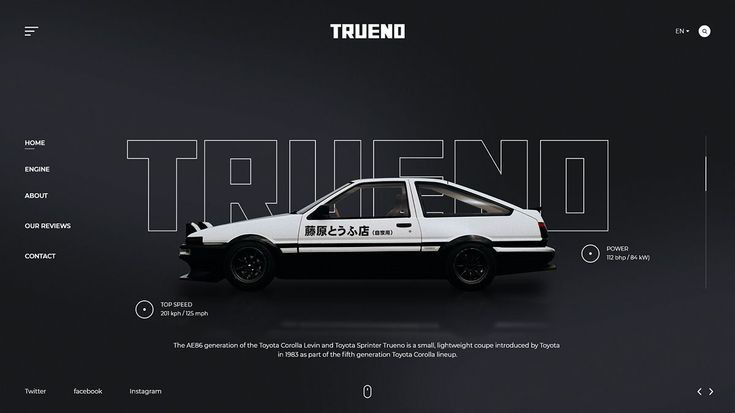 TRUENO
EN
HOME
ENGINE
ABOUT
OUR REVIEWS
CONTACT
TRUENO
藤原とうふ店(自家用)
POWER
112 bhp / 84 kW)
TOP SPEED
201 kph / 125 mph
The AE86 generation of the Toyota Corolla Levin and Toyota Sprinter Trueno is a small, lightweight coupe introduced by Toyota
in 1983 as part of the fifth generation Toyota Corolla lineup.
Twitter facebook Instagram